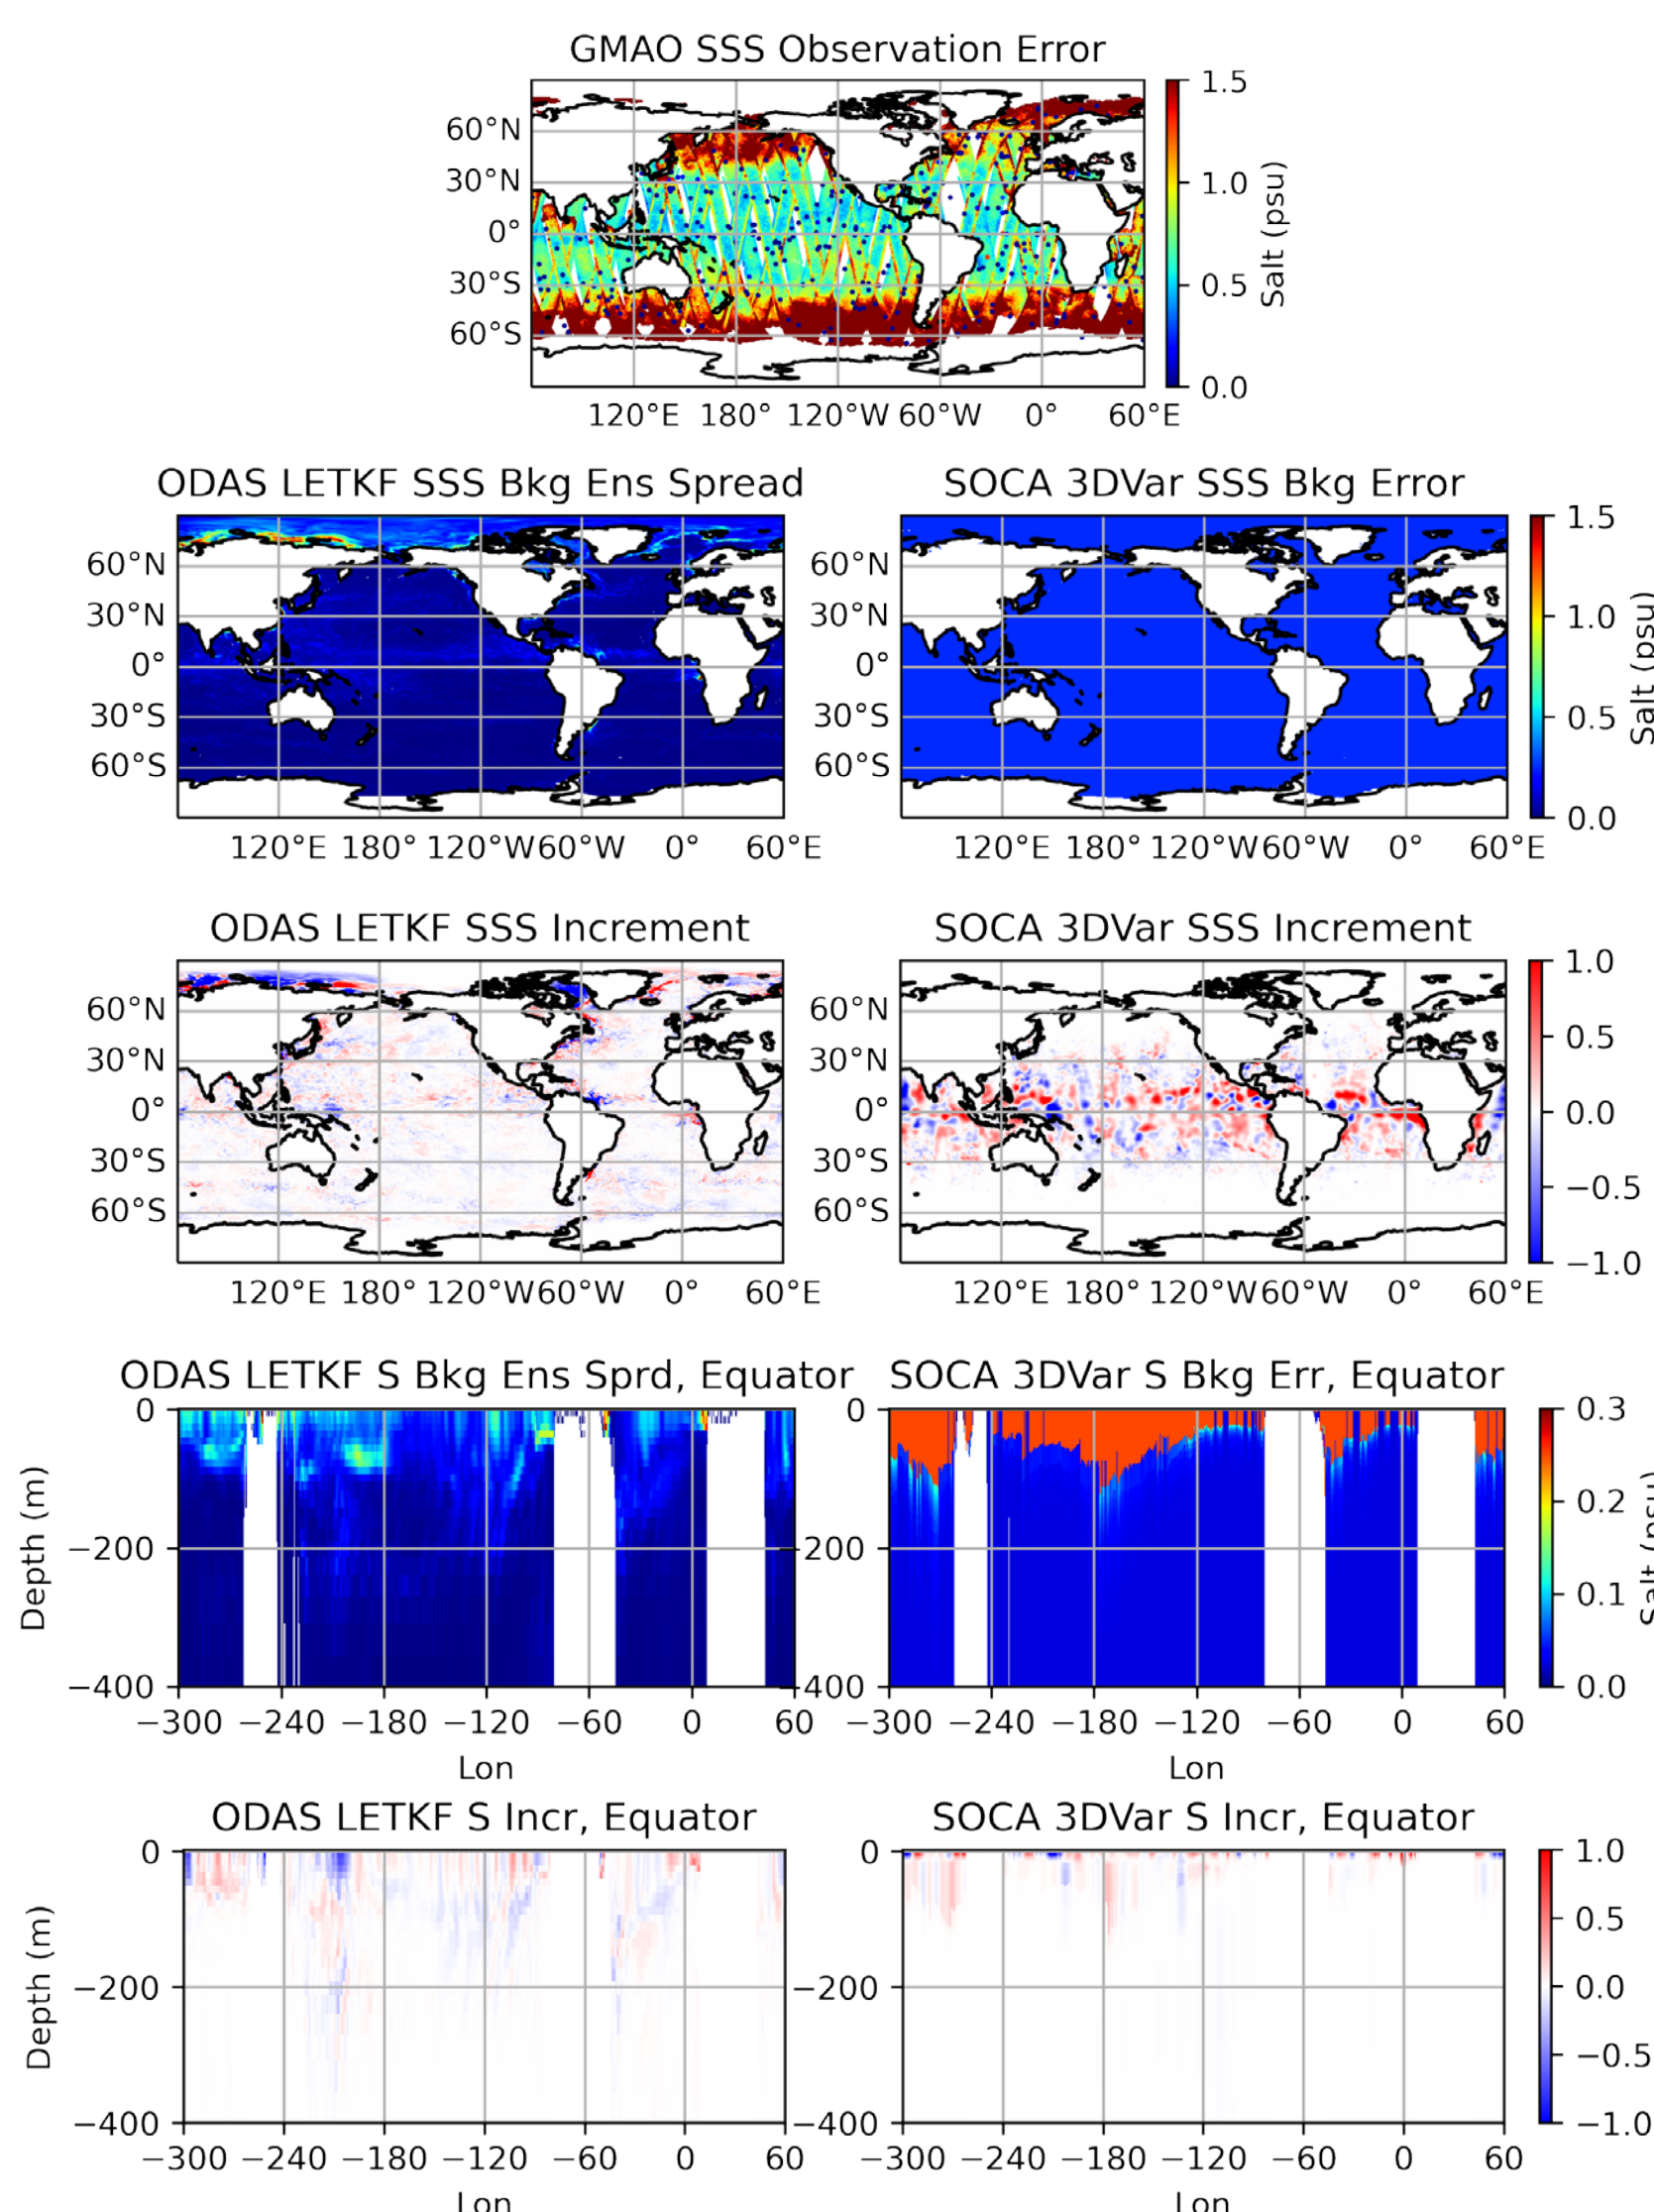 GMAO SSS Observation Error
60°N
30°N
0°
30°S
60°S
120°E 180° 120°W 60°W 0° 60°E
1.5
1.0
0.5
0.0
Salt (psu)
ODAS LETKF SSS Bkg Ens Spread
60°N
30°N
0°
30°S
60°S
120°E 180° 120°W 60°W 0° 60°E
SOCA 3DVar SSS Bkg Error
60°N
30°N
0°
30°S
60°S
120°E 180° 120°W 60°W 0° 60°E
1.5
1.0
0.5
0.0
Salt (psu)
ODAS LETKF SSS Increment
60°N
30°N
0°
30°S
60°S
120°E 180° 120°W 60°W 0° 60°E
SOCA 3DVar SSS Increment
60°N
30°N
0°
30°S
60°S
120°E 180° 120°W 60°W 0° 60°E
1.0
0.5
0.0
−0.5
−1.0
ODAS LETKF S Bkg Ens Sprd, Equator
Depth (m)
0
−200
−400
−300 −240 −180 −120 −60 0 60
Lon
SOCA 3DVar S Bkg Err, Equator
0
−200
−400
−300 −240 −180 −120 −60 0 60
Lon
0.3
0.2
0.1
0.0
ODAS LETKF S Incr, Equator
Depth (m)
0
−200
−400
−300 −240 −180 −120 −60 0 60
Lon
SOCA 3DVar S Incr, Equator
0
−200
−400
−300 −240 −180 −120 −60 0 60
Lon
1.0
0.5
0.0
−0.5
−1.0